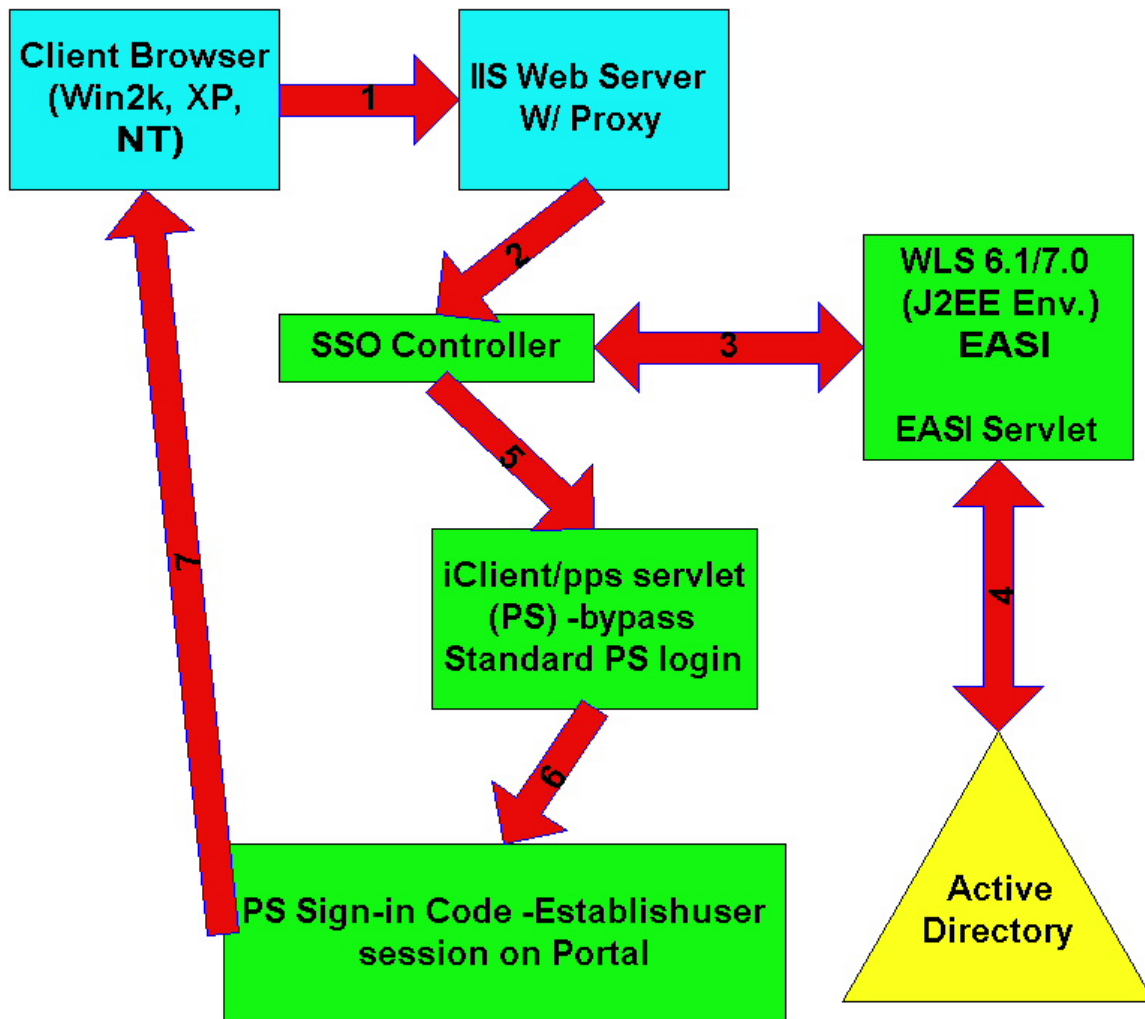 Client Browser
(Win2k, XP,
NT)
1
IIS Web Server
W/ Proxy
2
SSO Controller
3
WLS 6.1/7.0
(J2EE Env.)
EASI
EASI Servlet
4
Active
Directory
5
iClient/pps servlet
(PS) -bypass
Standard PS login
6
PS Sign-in Code -Establishuser
session on Portal
7